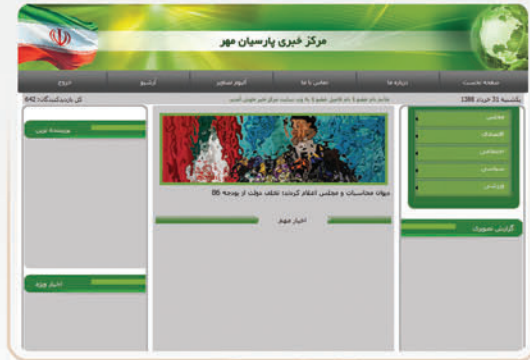 مرکز خبری پارسیان مهر
صفحه نخست
درباره ما
تماس با ما
آلبوم تصاویر
آرشیو
خروج
یکشنبه 31 خرداد 1388
کل بازدیدکنندگان: 642
مجلس
اقتصادی
اجتماعی
سیاسی
ورزشی
دیوان محاسبات و مجلس اعلام کردند: تخلف دولت از بودجه 86
اخبار مهم
گزارش تصویری
اخبار ویژه